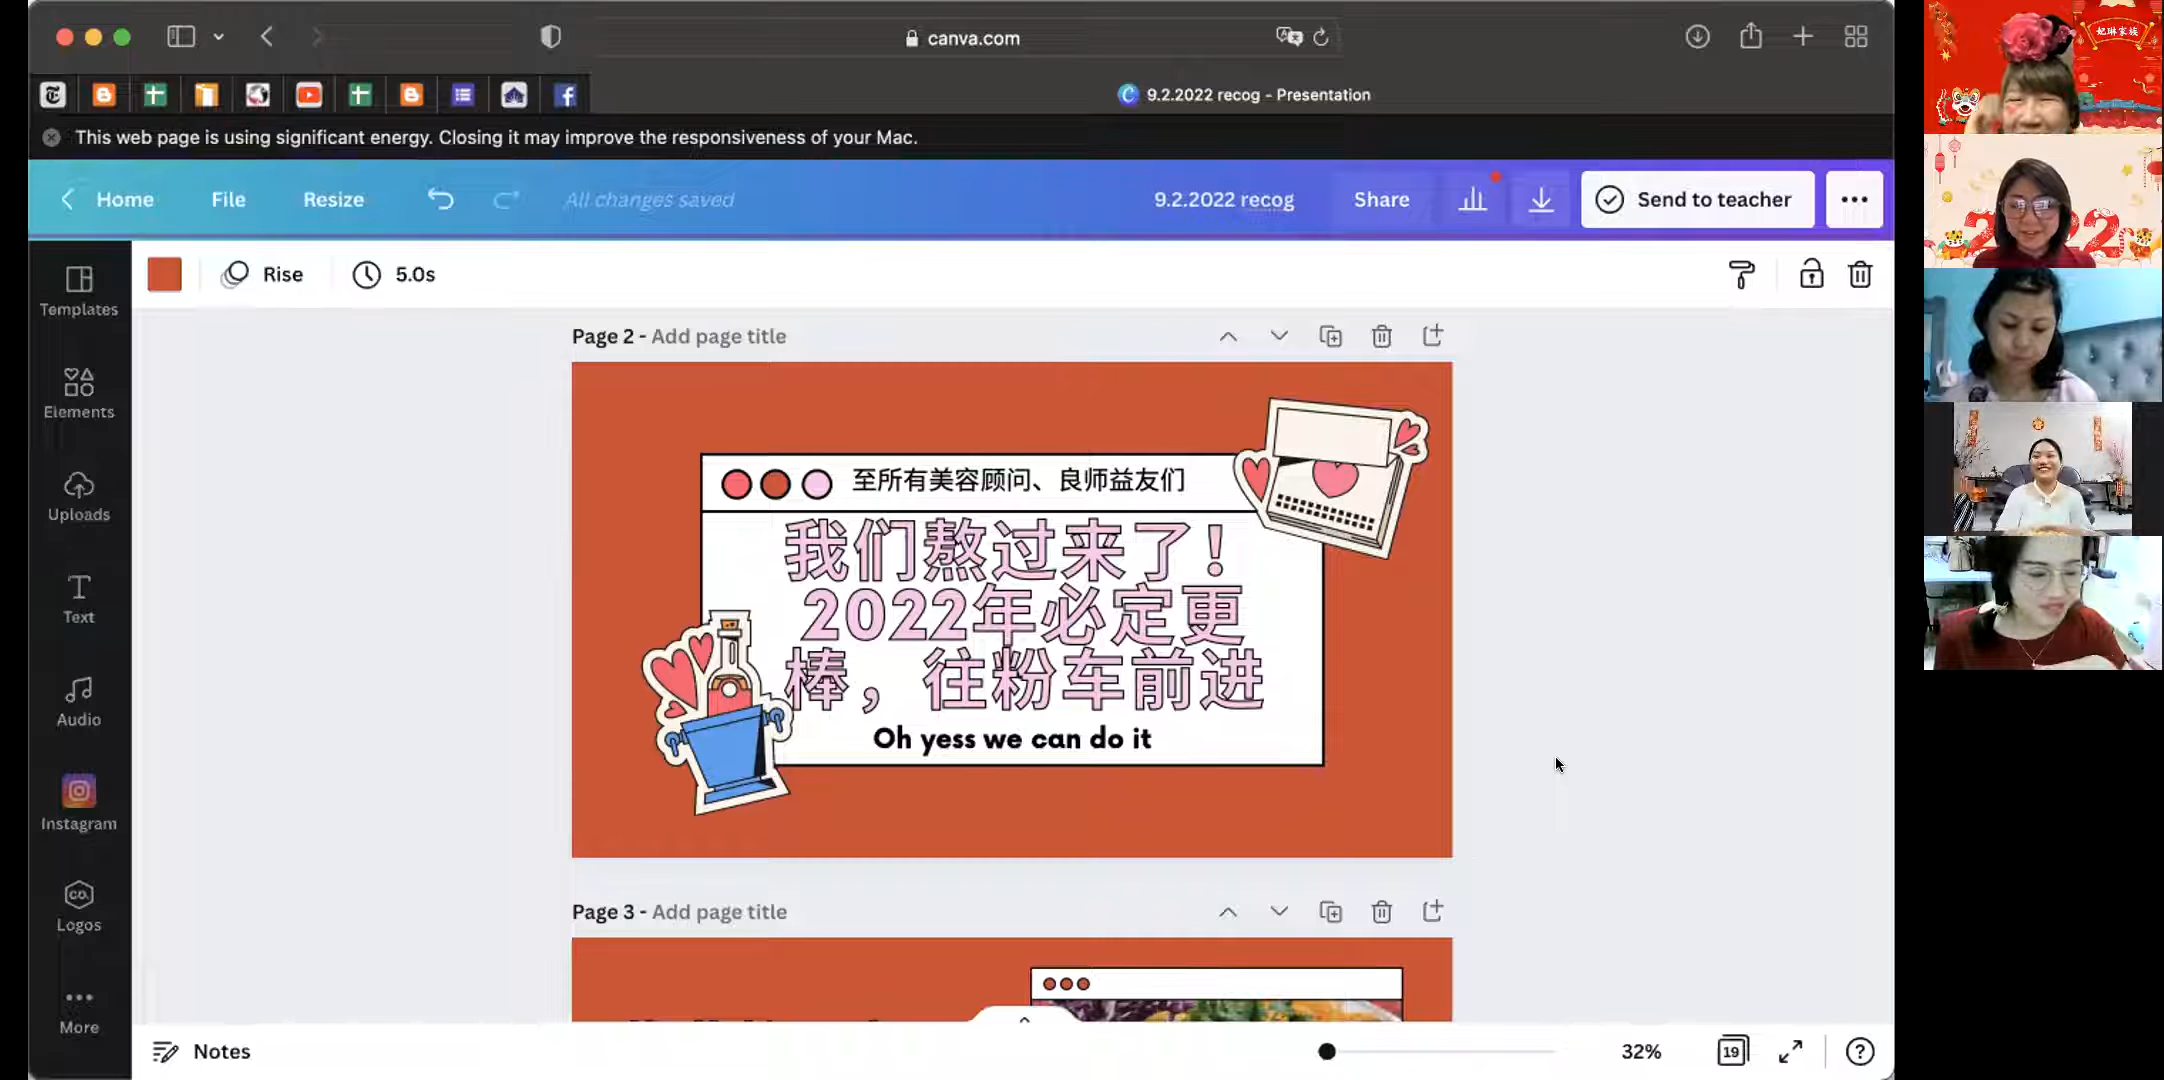 canva.com
9.2.2022 recog - Presentation
This web page is using significant energy. Closing it may improve the responsiveness of your Mac.
Home
File
Resize
All changes saved
9.2.2022 recog
Share
Send to teacher
Rise
5.0s
Templates
Elements
Uploads
Text
Audio
Instagram
CO.
Logos
More
Page 2 - Add page title
至所有美容顾问、良师益友们
我们熬过来了！
2022年必定更
棒，往粉车前进
Oh yess we can do it
Page 3 - Add page title
Notes
32%
19
妃琳家族